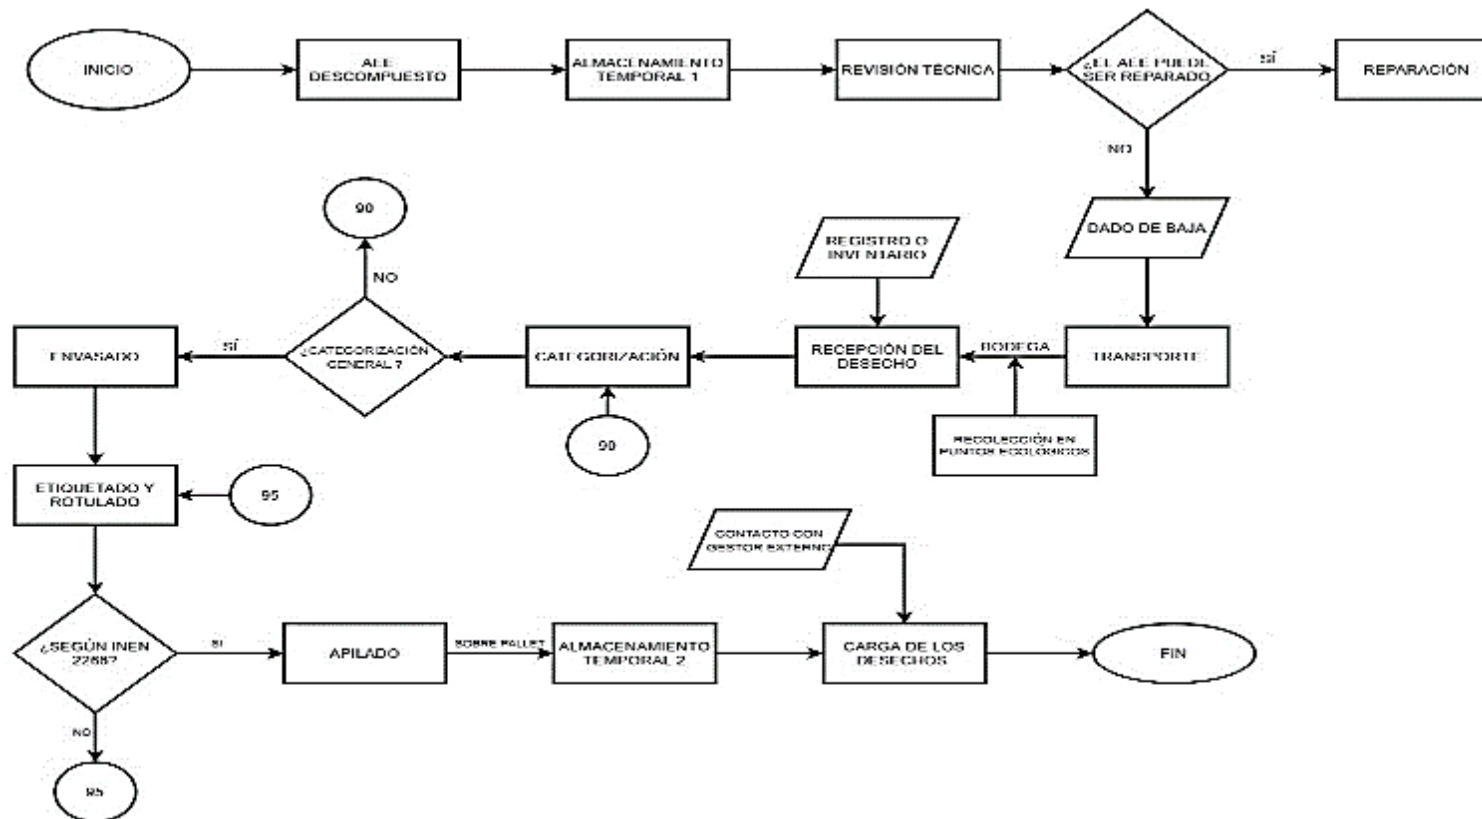 INICIO
AEE
DESCOMPUESTO
ALMACENAMIENTO
TEMPORAL 1
REVISIÓN TÉCNICA
¿EL AEE PUEDE
SER REPARADO
SÍ
REPARACIÓN
NO
DADO DE BAJA
90
REGISTRO O
INVENTARIO
NO
ENVASADO
SÍ
¿CATEGORIZACIÓN
GENERAL ?
CATEGORIZACIÓN
RECEPCIÓN DEL
DESECHO
BODEGA
TRANSPORTE
90
RECOLECCIÓN EN
PUNTOS ECOLÓGICOS
ETIQUETADO Y
ROTULADO
95
CONTACTO CON
GESTOR EXTERNO
¿SEGÚN INEN
2266?
SI
APILADO
SOBRE PALLET
ALMACENAMIENTO
TEMPORAL 2
CARGA DE LOS
DESECHOS
FIN
NO
95